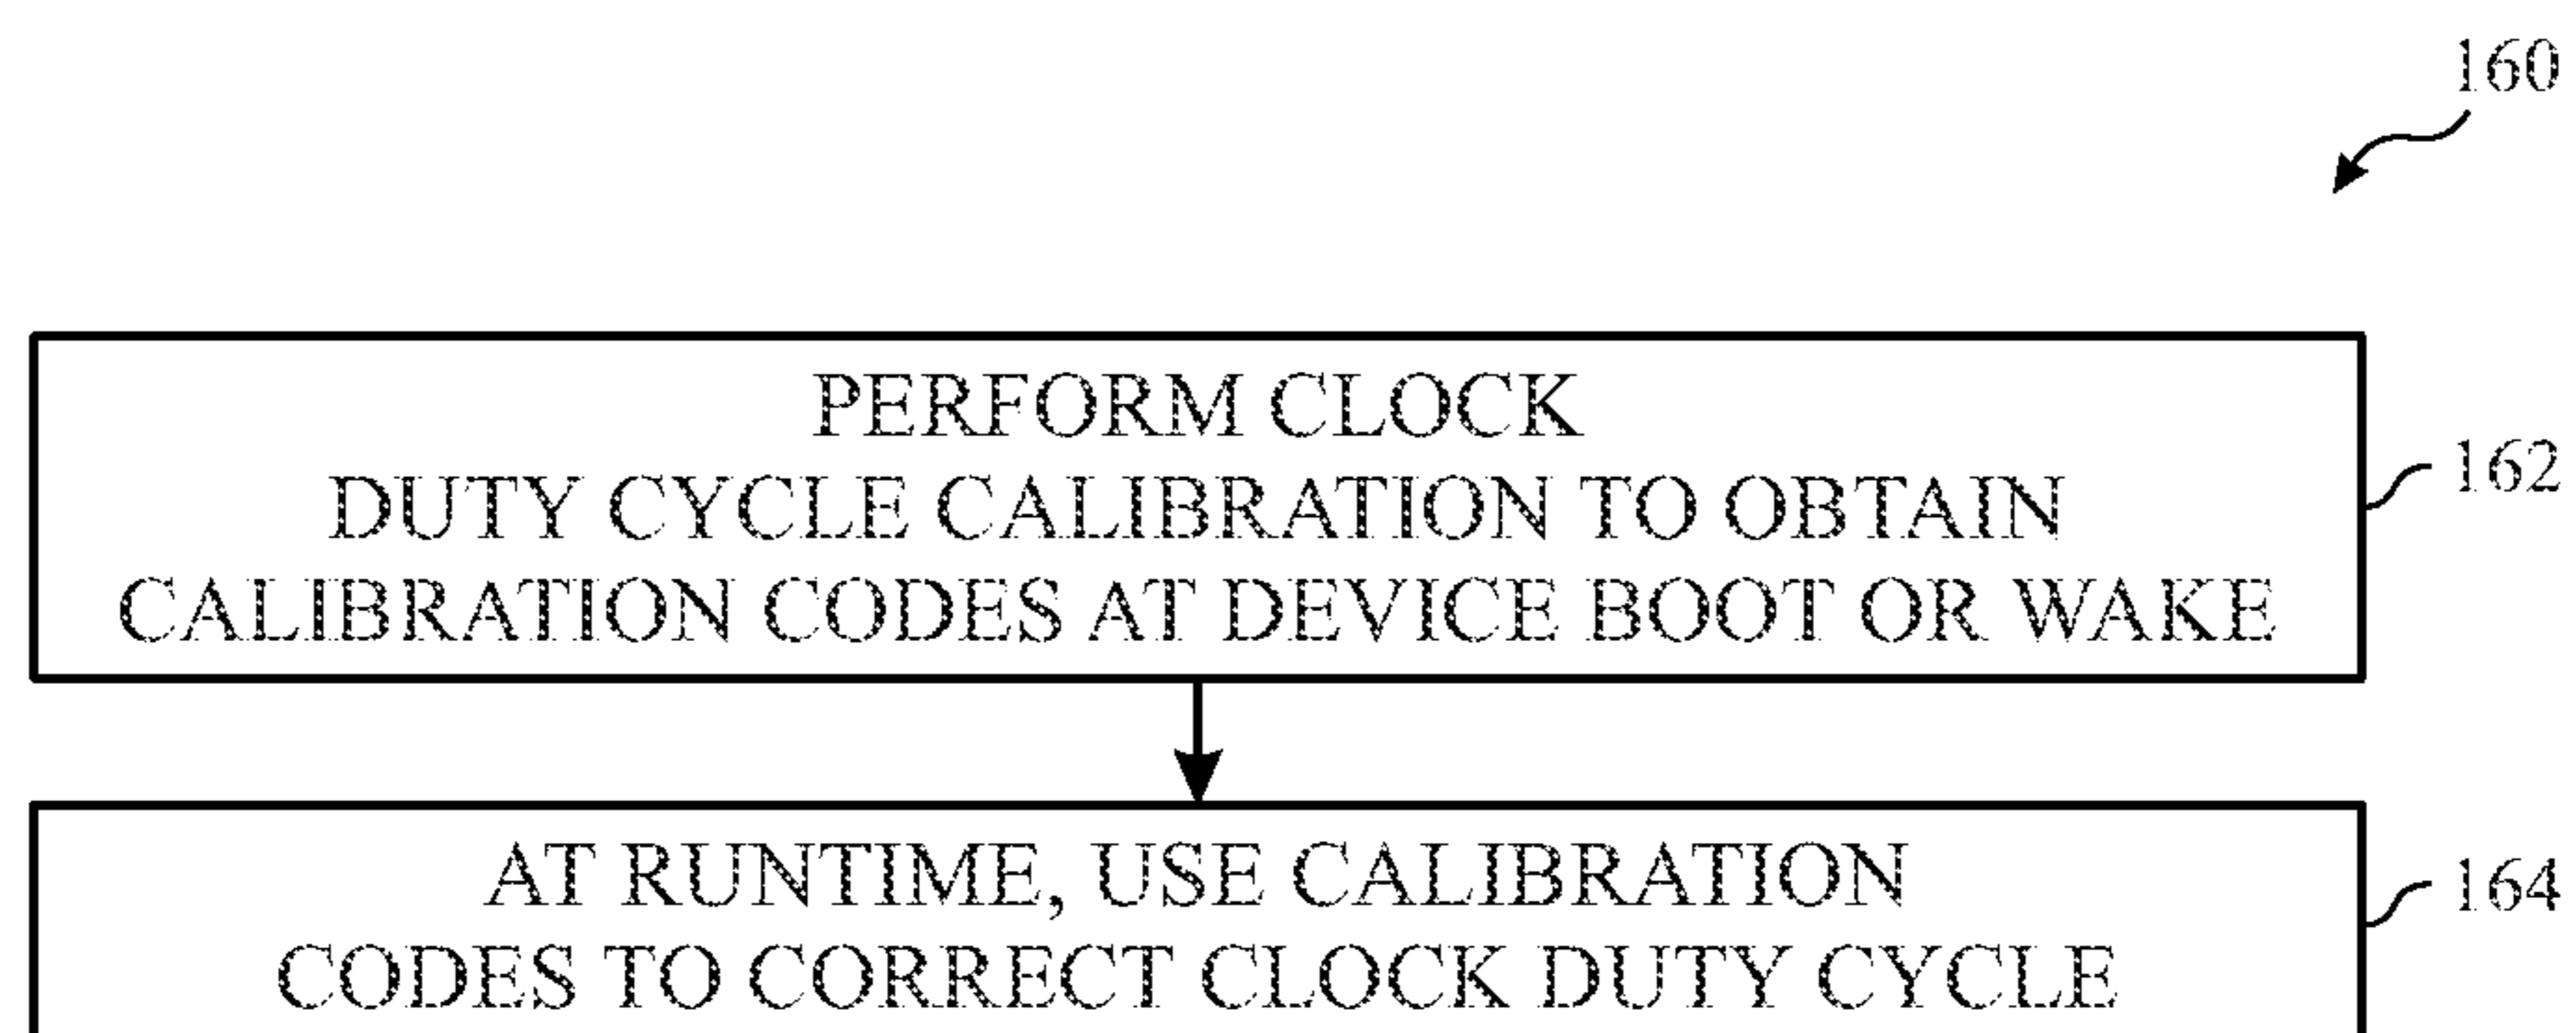 160
PERFORM CLOCK
DUTY CYCLE CALIBRATION TO OBTAIN
CALIBRATION CODES AT DEVICE BOOT OR WAKE
162
AT RUNTIME, USE CALIBRATION
CODES TO CORRECT CLOCK DUTY CYCLE
164